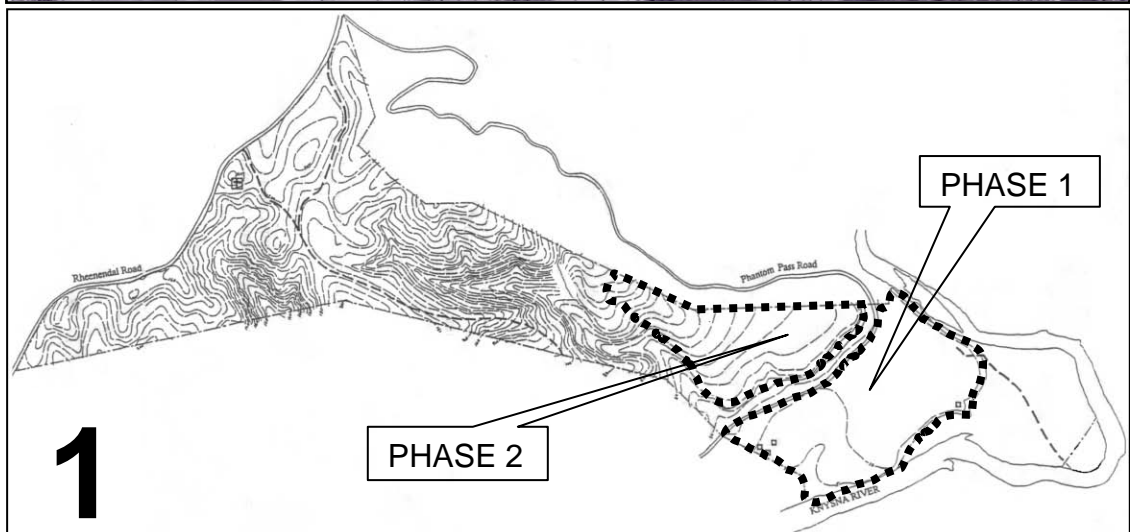 PHASE 1
Rheenendal Road
Phantom Pass Road
PHASE 2
KNYSNA RIVER
1